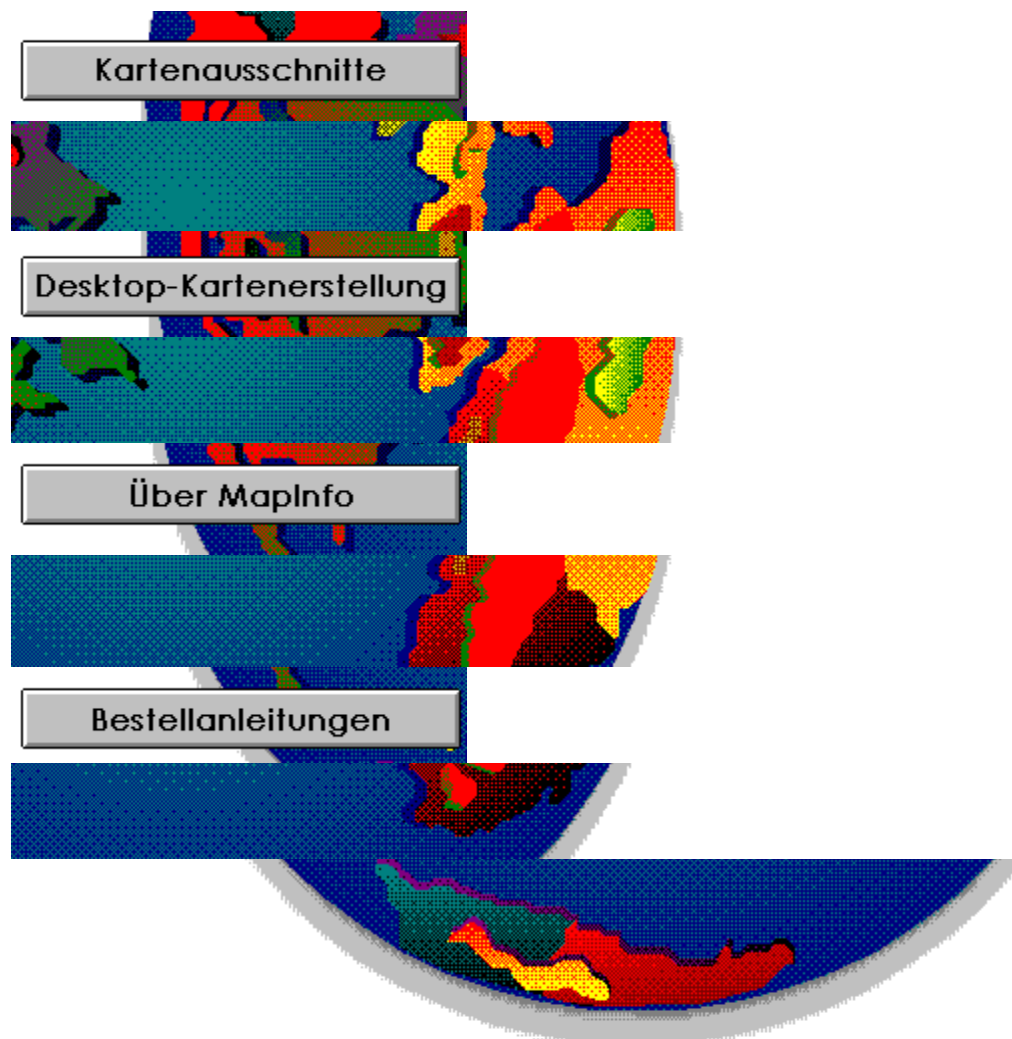 Kartenausschnitte
Desktop-Kartenerstellung
Über MapInfo
Bestellanleitungen